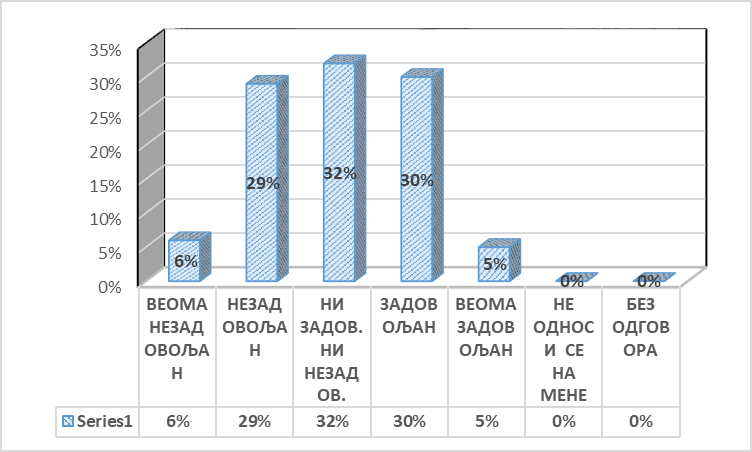 35%
30%
25%
20%
15%
10%
5%
0%
6%
29%
32%
30%
5%
0%
0%
ВЕОМА
НЕЗАД
ОВОЉА
Н
НЕЗАД
ОВОЉА
Н
НИ
ЗАДОВ.
НИ
НЕЗАД
ОВ.
ЗАДОВ
ОЉАН
ВЕОМА
ЗАДОВ
ОЉАН
НЕ
ОДНОС
И СЕ
НА
МЕНЕ
БЕЗ
ОДГОВ
ОРА
Series1 6% 29% 32% 30% 5% 0% 0%